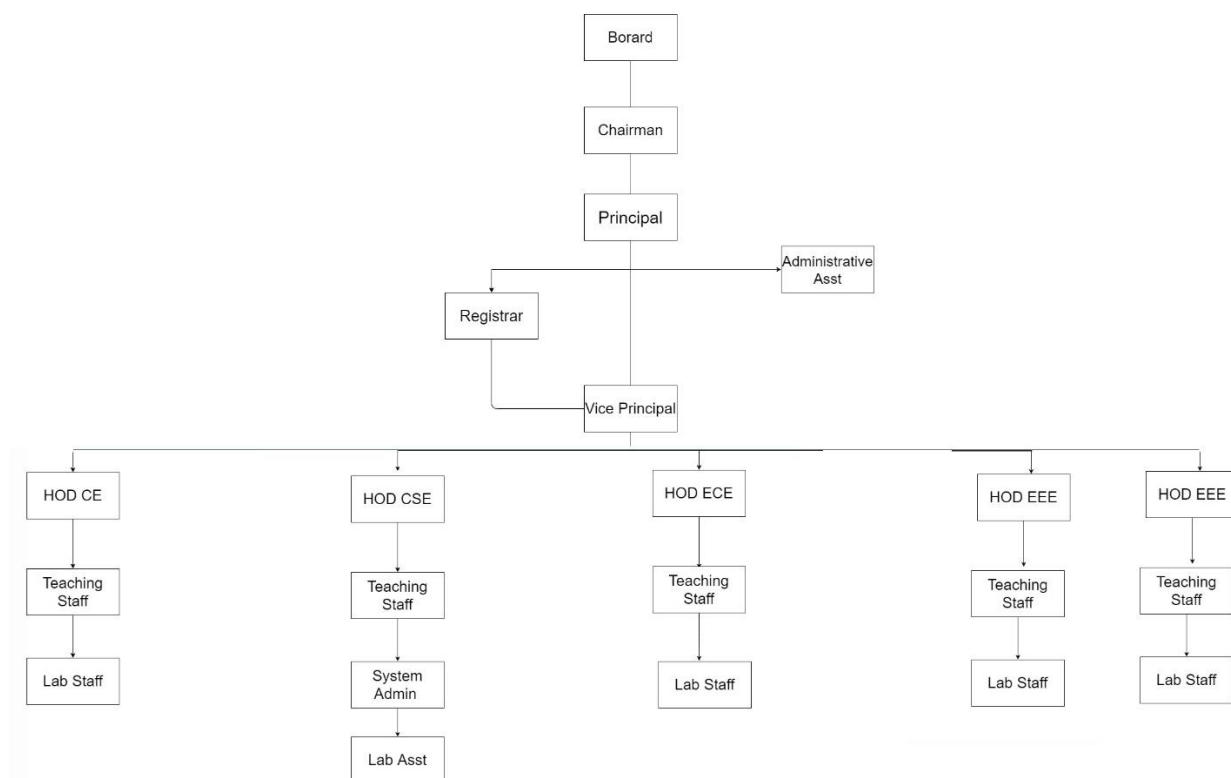 Borard
Chairman
Principal
Administrative
Asst
Registrar
Vice Principal
HOD CE
HOD CSE
HOD ECE
HOD EEE
HOD EEE
Teaching
Staff
Teaching
Staff
Teaching
Staff
Teaching
Staff
Teaching
Staff
Lab Staff
System
Admin
Lab Staff
Lab Staff
Lab Staff
Lab Asst